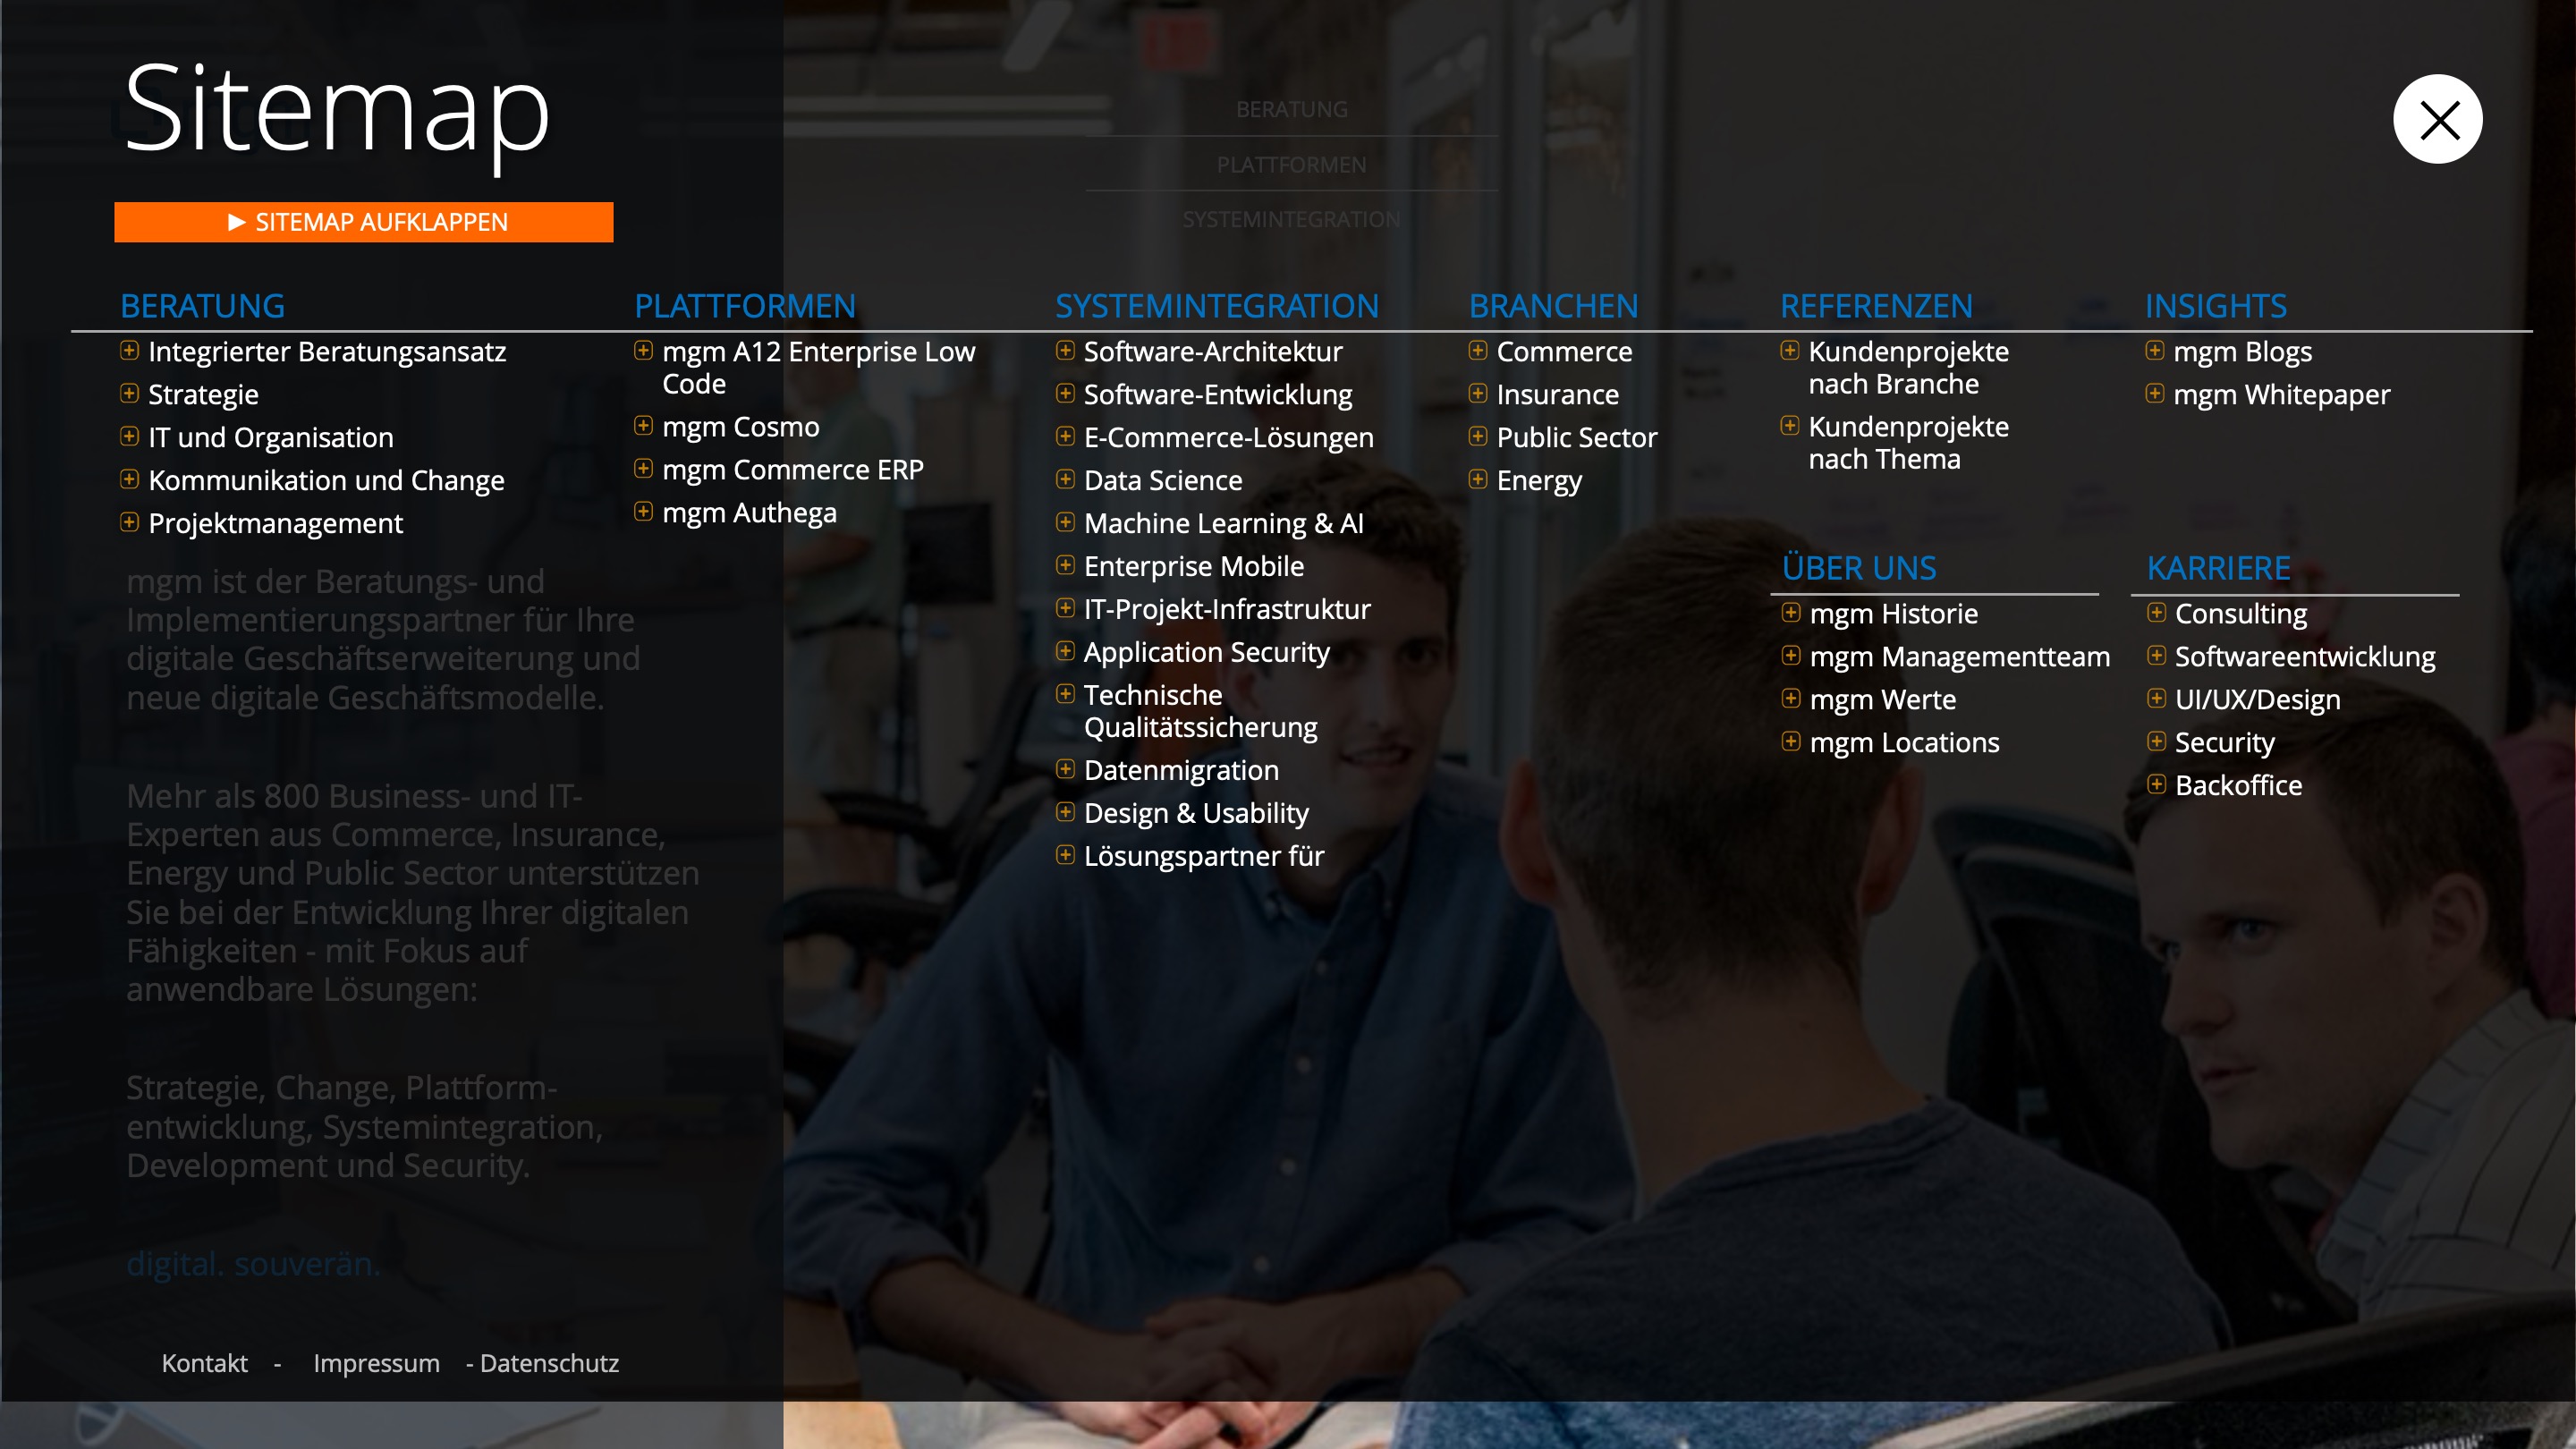 Sitemap
▶ SITEMAP AUFKLAPPEN
BERATUNG
PLATTFORMEN
SYSTEMINTEGRATION
BERATUNG
Integrierter Beratungsansatz
Strategie
IT und Organisation
Kommunikation und Change
Projektmanagement
PLATTFORMEN
mgm A12 Enterprise Low
Code
mgm Cosmo
mgm Commerce ERP
mgm Authega
SYSTEMINTEGRATION
Software-Architektur
Software-Entwicklung
E-Commerce-Lösungen
Data Science
Machine Learning & AI
Enterprise Mobile
IT-Projekt-Infrastruktur
Application Security
Technische
Qualitätssicherung
Datenmigration
Design & Usability
Lösungspartner für
BRANCHEN
Commerce
Insurance
Public Sector
Energy
REFERENZEN
Kundenprojekte
nach Branche
Kundenprojekte
nach Thema
INSIGHTS
mgm Blogs
mgm Whitepaper
ÜBER UNS
mgm Historie
mgm Managementteam
mgm Werte
mgm Locations
KARRIERE
Consulting
Softwareentwicklung
UI/UX/Design
Security
Backoffice
mgm ist der Beratungs- und
Implementierungspartner für Ihre
digitale Geschäftserweiterung und
neue digitale Geschäftsmodelle.
Mehr als 800 Business- und IT-
Experten aus Commerce, Insurance,
Energy und Public Sector unterstützen
Sie bei der Entwicklung Ihrer digitalen
Fähigkeiten - mit Fokus auf
anwendbare Lösungen:
Strategie, Change, Plattform-
entwicklung, Systemintegration,
Development und Security.
digital. souverän.
Kontakt - Impressum - Datenschutz